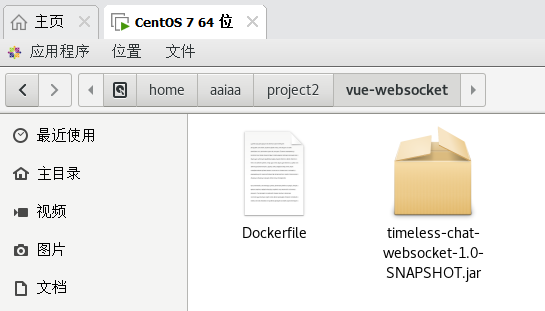 主页
CentOS 7 64 位
应用程序 位置 文件
home aaiaa project2 vue-websocket
最近使用
主目录
视频
图片
文档
Dockerfile
timeless-chat-
websocket-1.0-
SNAPSHOT.jar